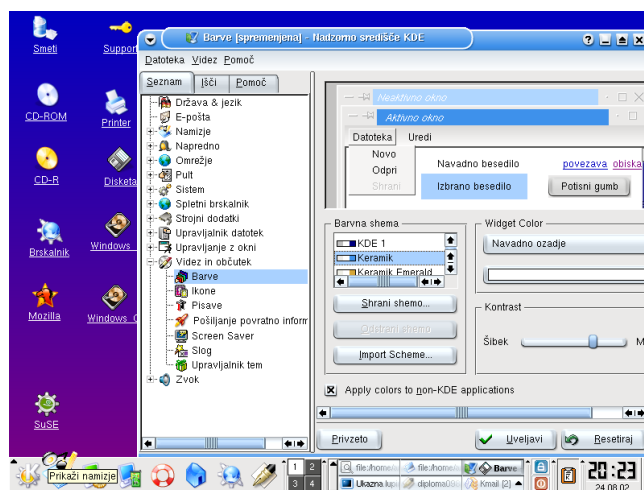 Smeti
Support
CD-ROM
Printer
CD-R
Disketa
Brskalnik
Windows
Mozilla
Windows
SuSE
Barve [spremenjena] - Nadzorno središče KDE
Datoteka Videz Pomoč
Seznam Išči Pomoč
Država & jezik
E-pošta
Namizje
Napredno
Omrežje
Pult
Sistem
Spletni brskalnik
Strojni dodatki
Upravljalnik datotek
Upravljanje z okni
Videz in občutek
Barve
Ikone
Pisave
Pošiljanje povratno inform
Screen Saver
Slog
Upravljalnik tem
Zvok
Neaktivno okno
Aktivno okno
Datoteka Uredi
Novo
Odpri
Shrani
Navadno besedilo
povezava obiska
Izbrano besedilo
Potisni gumb
Barvna shema
KDE 1
Keramik
Keramik Emerald
Shrani shemo...
Odstrani shemo
Import Scheme...
Widget Color
Navadno ozadje
Kontrast
Šibek M
Apply colors to non-KDE applications
Privzeto
Uveljavi
Resetiraj
Prikaži namizje
1 2
3 4
file:/home/
file:/home/s
Barve
Ukazna lupi
diploma06
Kmail [2]
20:23
24.08.02